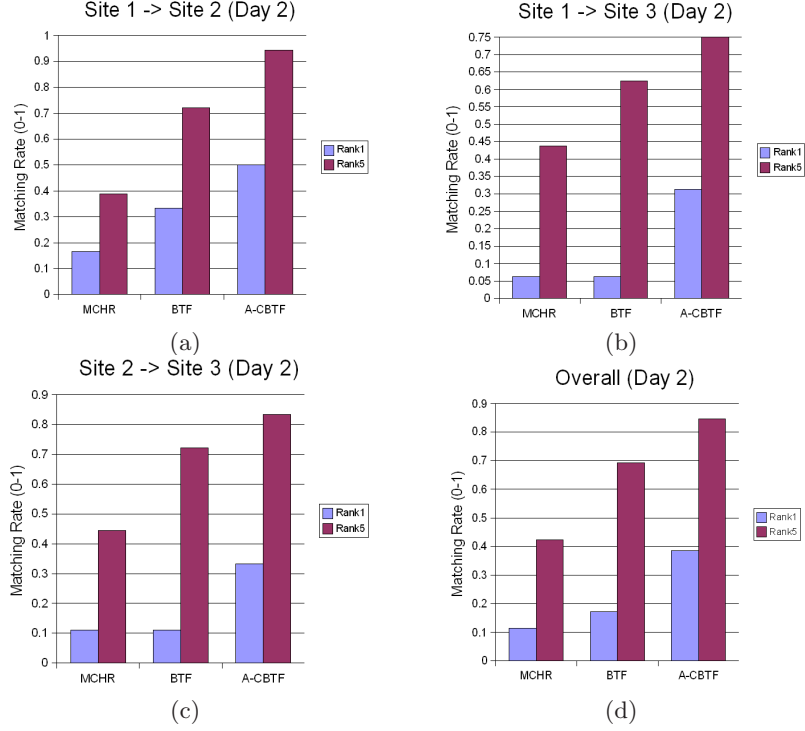 Site 1 -> Site 2 (Day 2)
Matching Rate (0-1)
1
0.9
0.8
0.7
0.6
0.5
0.4
0.3
0.2
0.1
0
MCHR BTF A-CBTF
Rank1
Rank5
(a)
Site 1 -> Site 3 (Day 2)
Matching Rate (0-1)
0.75
0.7
0.65
0.6
0.55
0.5
0.45
0.4
0.35
0.3
0.25
0.2
0.15
0.1
0.05
0
MCHR BTF A-CBTF
Rank1
Rank5
(b)
Site 2 -> Site 3 (Day 2)
Matching Rate (0-1)
0.9
0.8
0.7
0.6
0.5
0.4
0.3
0.2
0.1
0
MCHR BTF A-CBTF
Rank1
Rank5
(c)
Overall (Day 2)
Matching Rate (0-1)
0.9
0.8
0.7
0.6
0.5
0.4
0.3
0.2
0.1
0
MCHR BTF A-CBTF
Rank1
Rank5
(d)